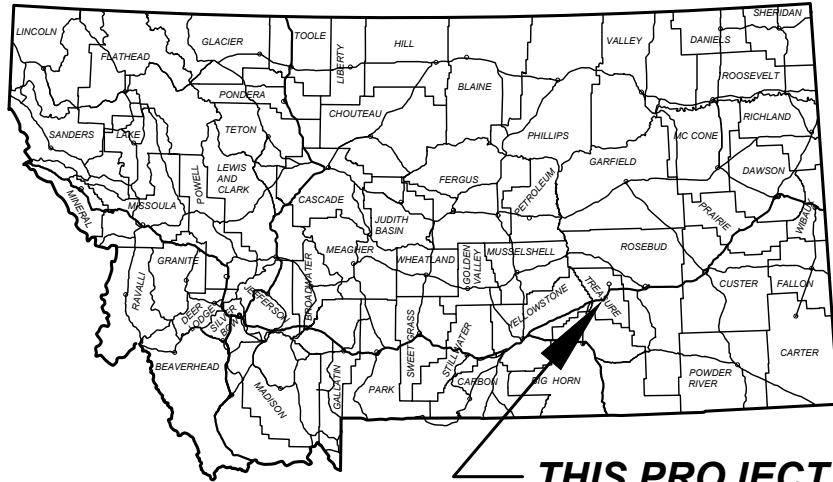 SHERIDAN
LINCOLN
GLACIER
TOOLE
LIBERTY
HILL
VALLEY
DANIELS
FLATHEAD
ROOSEVELT
BLAINE
PONDERA
CHOUTEAU
PHILLIPS
RICHLAND
SANDERS
LAKE
TETON
MC CONE
GARFIELD
DAWSON
LEWIS
AND
CLARK
POWELL
FERGUS
PETROLEUM
MINERAL
MISSOULA
CASCADE
JUDITH
BASIN
PRAIRIE
WIBAUX
MEAGHER
WHEATLAND
GOLDEN
VALLEY
MUSSELSHELL
ROSEBUD
GRANITE
RAVALLI
BROADWATER
JEFFERSON
TREASURE
CUSTER
FALLON
DEER
LODGE
SILVER
BOW
YELLOWSTONE
SWEET GRASS
STILLWATER
BEAVERHEAD
MADISON
GALLATIN
PARK
CARBON
BIG HORN
POWDER
RIVER
CARTER
THIS PROJECT